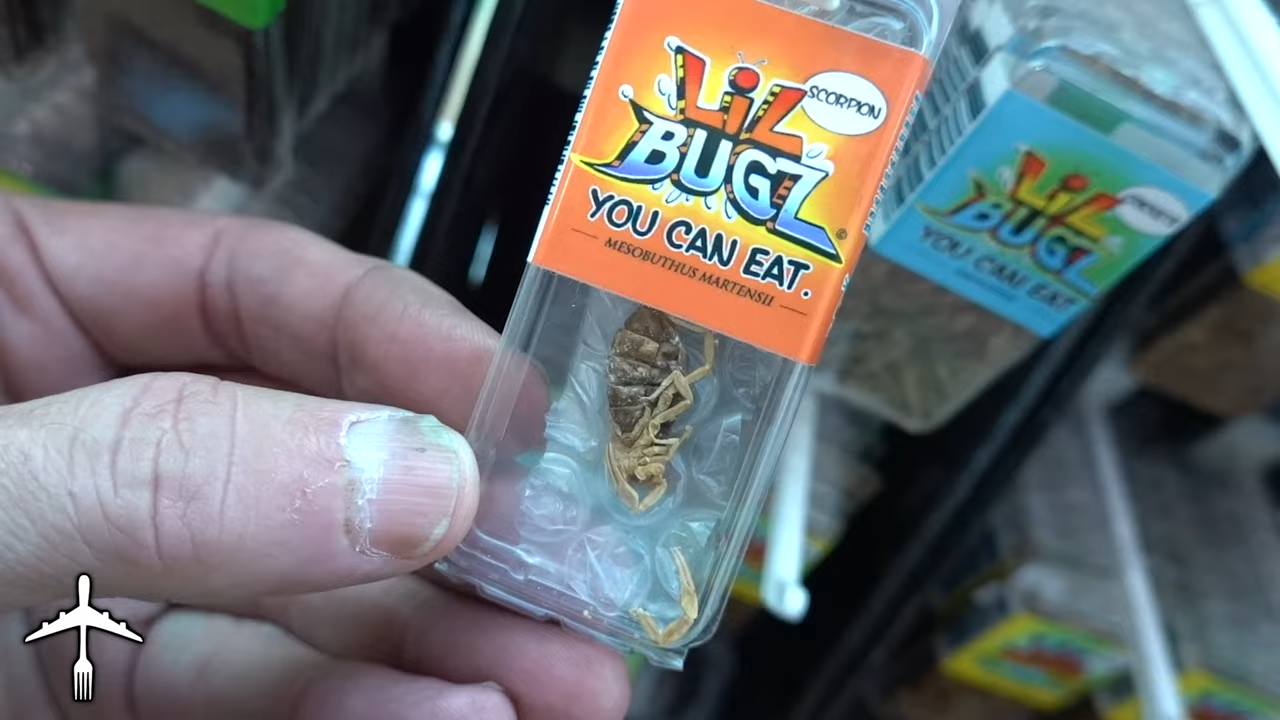 LiL
SCORPION
BUGZ
©
YOU CAN EAT.
MESOBUTHUS MARTENSII
LiL
BUGZ
YOU CAN EAT